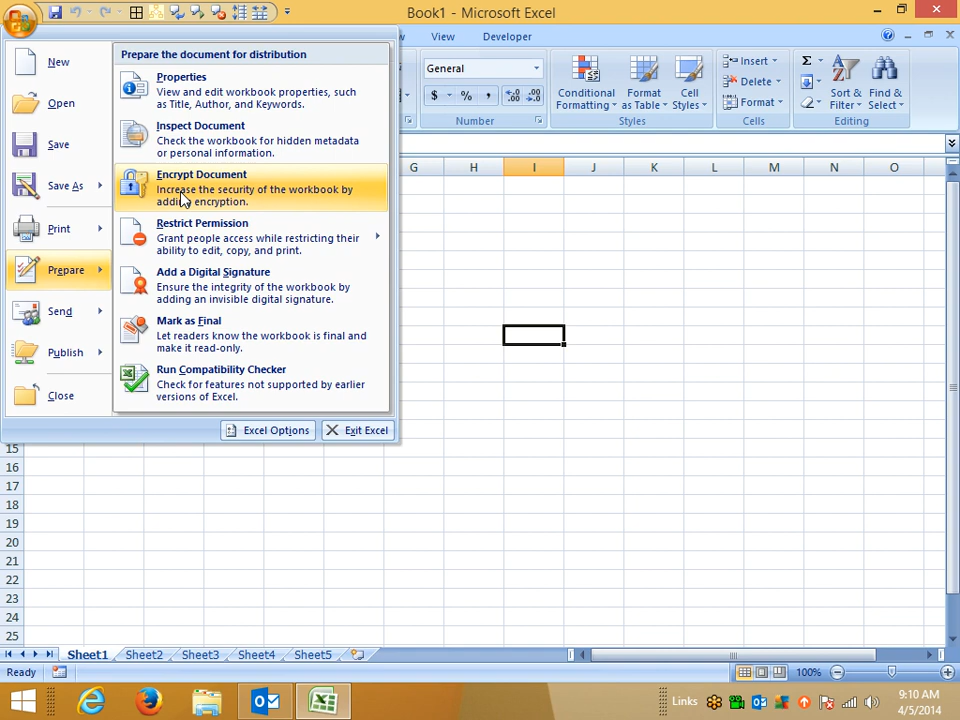 Book1 - Microsoft Excel
View
Developer
New
Open
Save
Save As
Print
Prepare
Send
Publish
Close
Prepare the document for distribution
Properties
View and edit workbook properties, such
as Title, Author, and Keywords.
Inspect Document
Check the workbook for hidden metadata
or personal information.
Encrypt Document
Increase the security of the workbook by
adding encryption.
Restrict Permission
Grant people access while restricting their
ability to edit, copy, and print.
Add a Digital Signature
Ensure the integrity of the workbook by
adding an invisible digital signature.
Mark as Final
Let readers know the workbook is final and
make it read-only.
Run Compatibility Checker
Check for features not supported by earlier
versions of Excel.
Excel Options
Exit Excel
General
$ % ,
Number
Conditional
Formatting
Format
as Table
Cell
Styles
Styles
Insert
Delete
Format
Cells
Σ
Sort &
Filter
Find &
Select
Editing
G H I J K L M N O
15
16
17
18
19
20
21
22
23
24
25
Sheet1 Sheet2 Sheet3 Sheet4 Sheet5
Ready
100%
Links
9:10 AM
4/5/2014